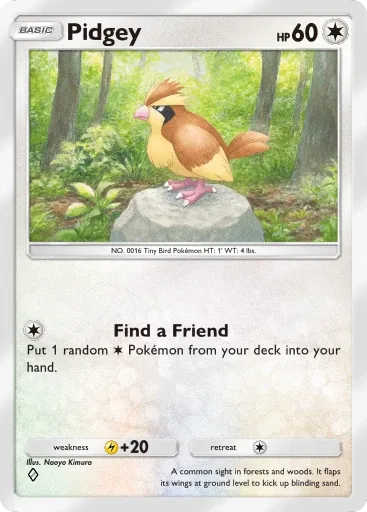 BASIC Pidgey HP 60
NO. 0016 Tiny Bird Pokémon HT: 1' WT: 4 lbs.
Find a Friend
Put 1 random Pokémon from your deck into your
hand.
weakness +20 retreat
Illus. Naoyo Kimura
A common sight in forests and woods. It flaps
its wings at ground level to kick up blinding sand.